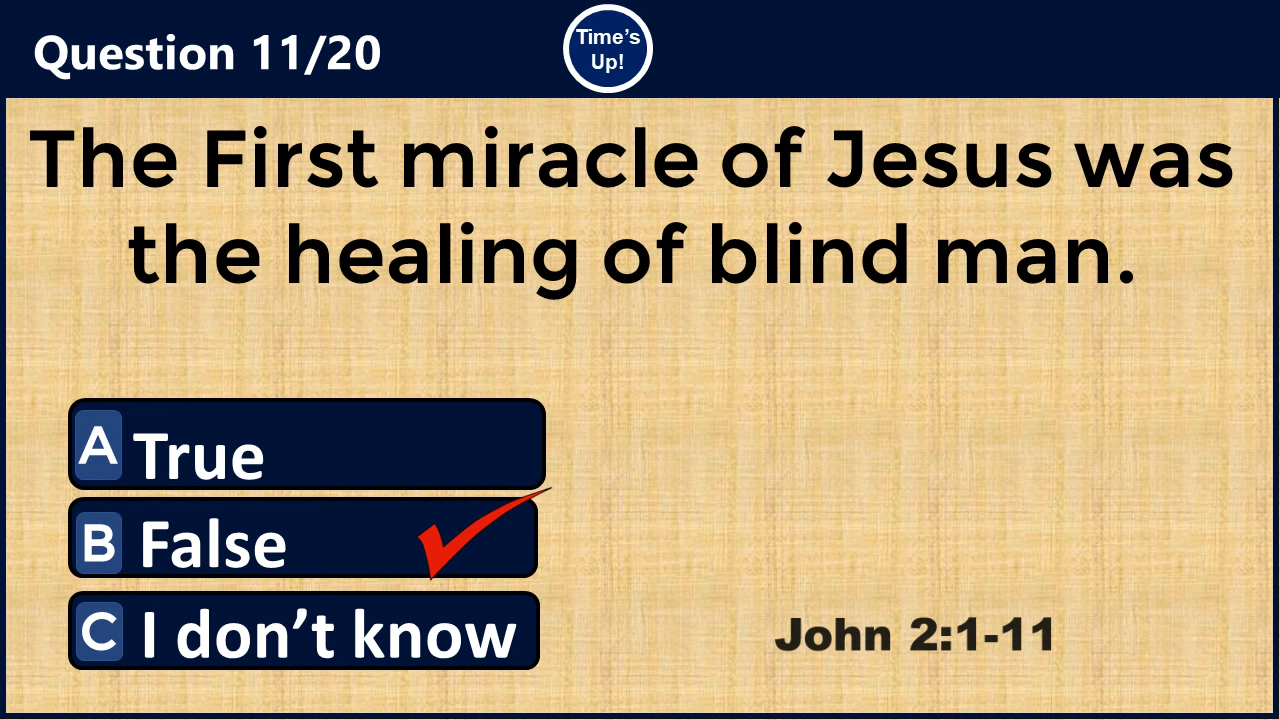 Question 11/20
Time's
Up!
The First miracle of Jesus was
the healing of blind man.
A True
B False
C I don’t know
John 2:1-11